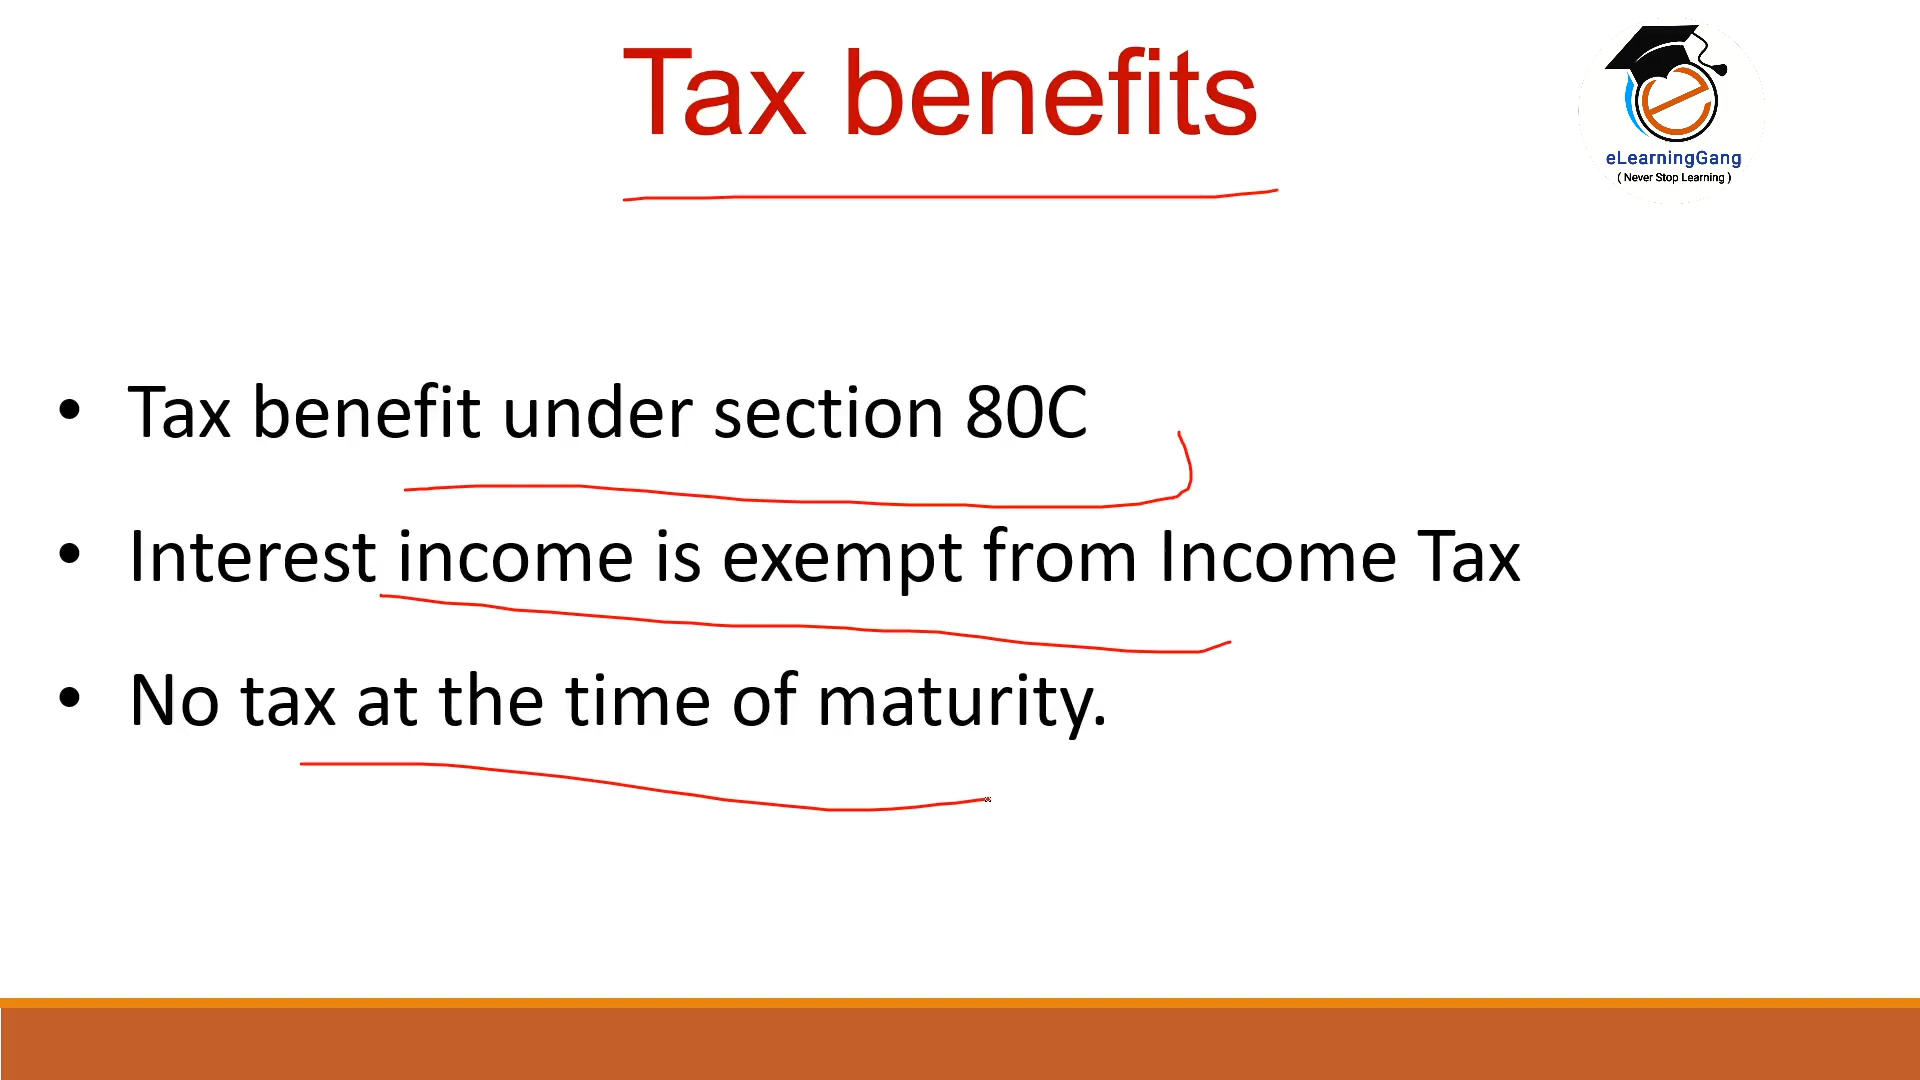 Tax benefits
eLearningGang
( Never Stop Learning )
• Tax benefit under section 80C
• Interest income is exempt from Income Tax
• No tax at the time of maturity.